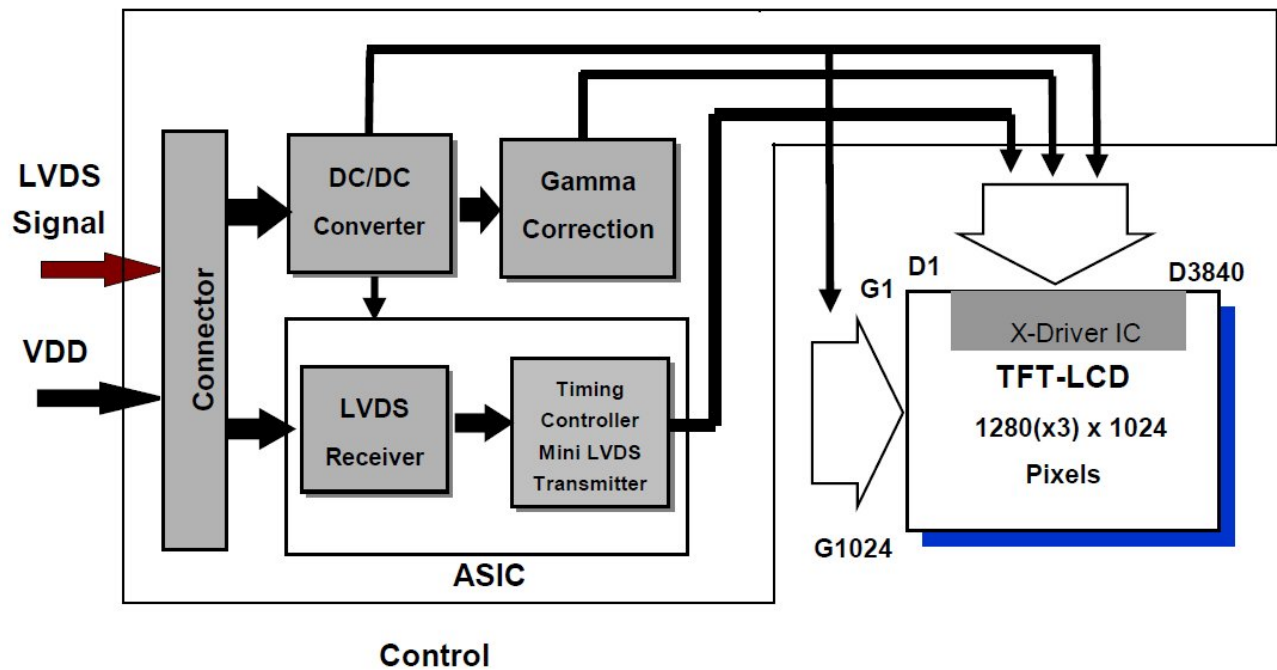 LVDS
Signal
VDD
Connector
DC/DC
Converter
Gamma
Correction
LVDS
Receiver
Timing
Controller
Mini LVDS
Transmitter
ASIC
Control
D1
D3840
G1
G1024
X-Driver IC
TFT-LCD
1280(x3) x 1024
Pixels